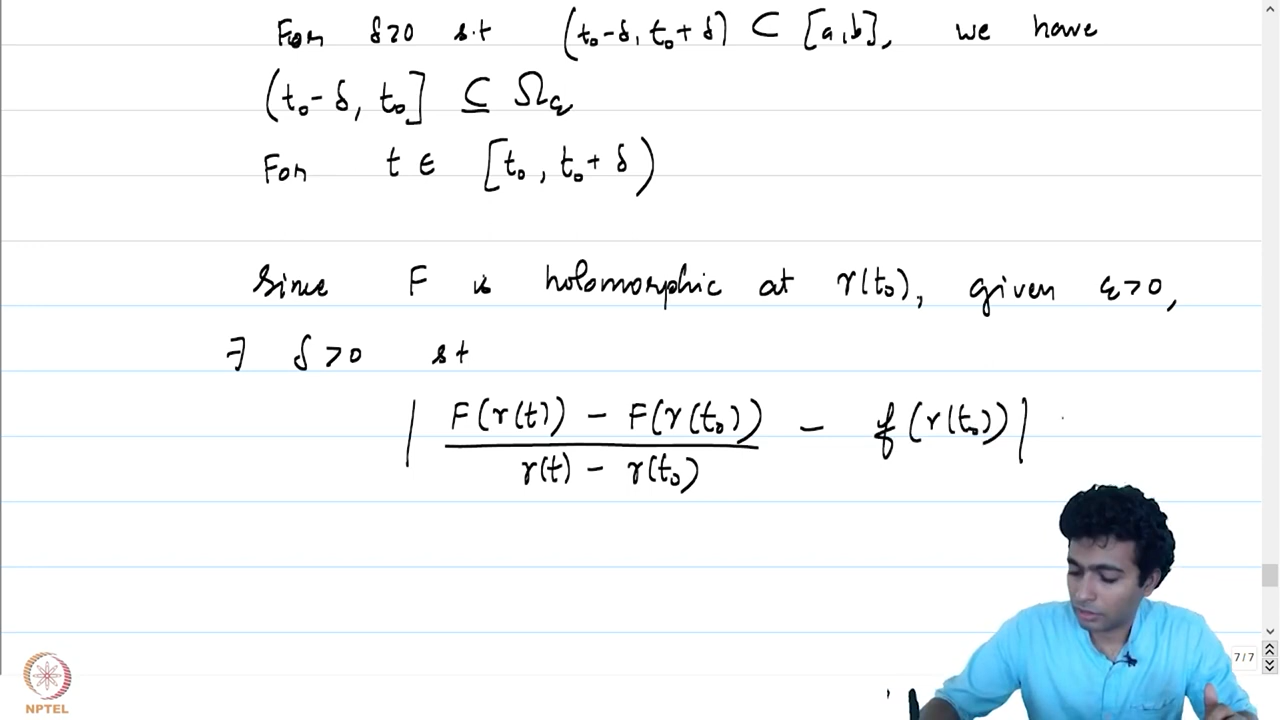 For δ>0 s.t (t₀-δ, t₀+δ) ⊂ [a,b], we have
(t₀-δ, t₀] ⊆ Ω_ε
For t ∈ [t₀, t₀+δ)
Since F is holomorphic at γ(t₀), given ε>0,
∃ δ>0 st
| F(γ(t)) - F(γ(t₀)) / γ(t) - γ(t₀) - f(γ(t₀)) |
7/7
NPTEL